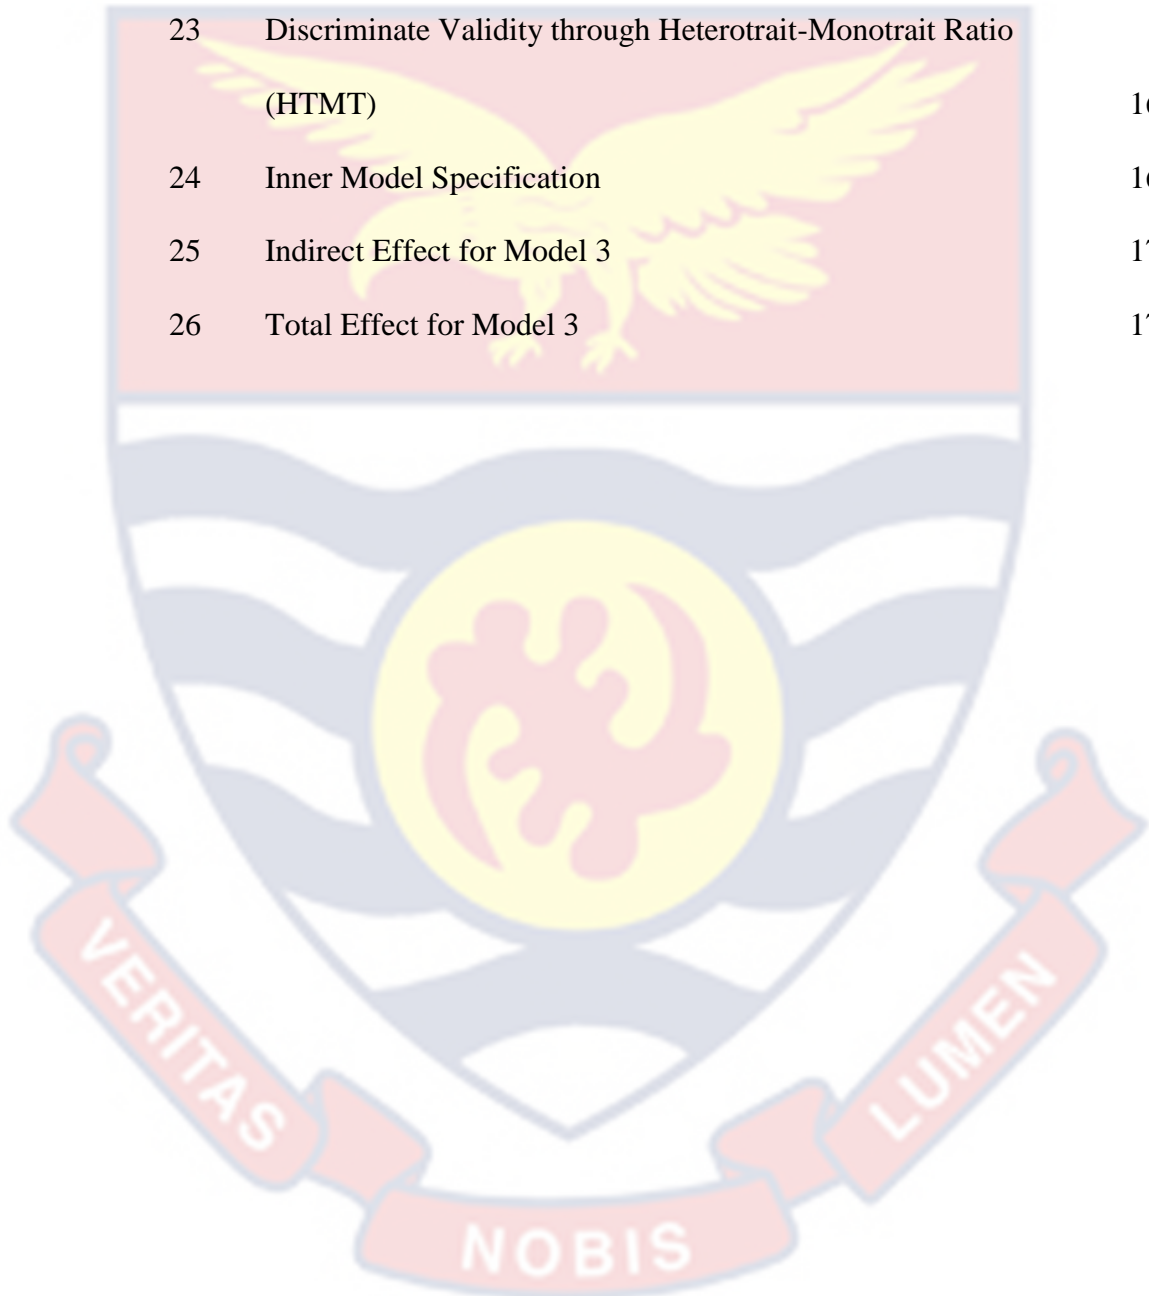 23 Discriminate Validity through Heterotrait-Monotrait Ratio
(HTMT)
24 Inner Model Specification
25 Indirect Effect for Model 3
26 Total Effect for Model 3
VERITAS
NOBIS
LUMEN